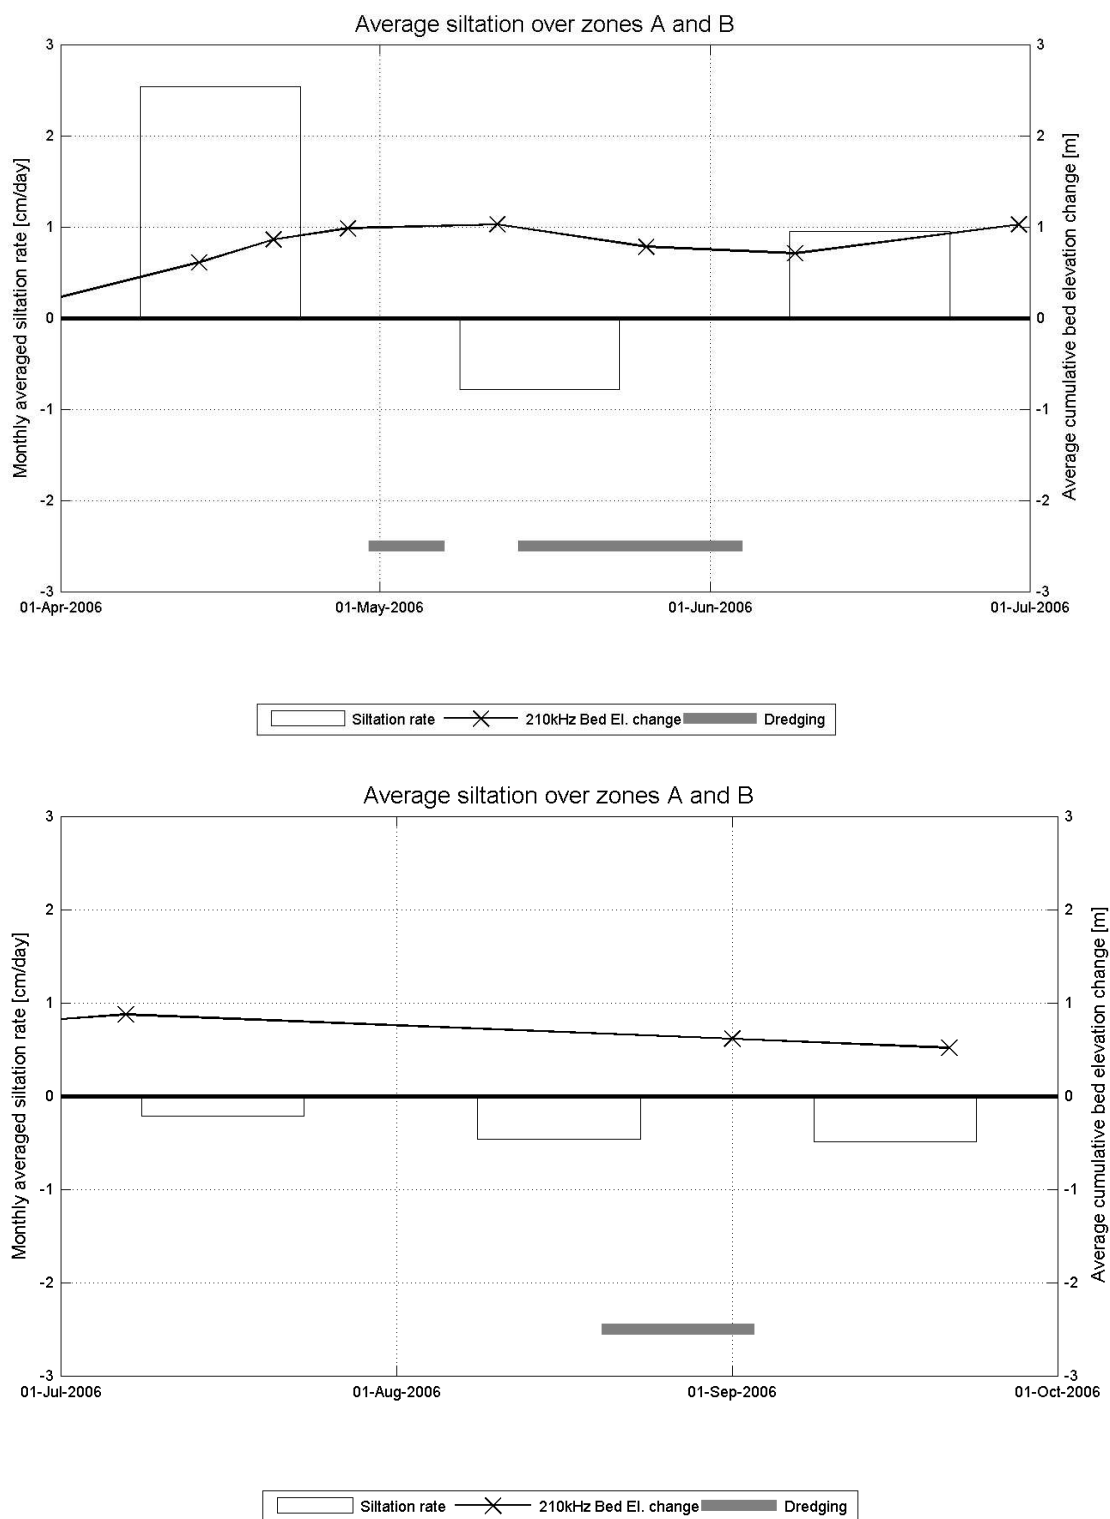 Average siltation over zones A and B
Monthly averaged siltation rate [cm/day]
3
2
1
0
-1
-2
-3
3
2
1
0
-1
-2
-3
Average cumulative bed elevation change [m]
01-Apr-2006 01-May-2006 01-Jun-2006 01-Jul-2006
Siltation rate 210kHz Bed El. change Dredging
Average siltation over zones A and B
Monthly averaged siltation rate [cm/day]
3
2
1
0
-1
-2
-3
3
2
1
0
-1
-2
-3
Average cumulative bed elevation change [m]
01-Jul-2006 01-Aug-2006 01-Sep-2006 01-Oct-2006
Siltation rate 210kHz Bed El. change Dredging